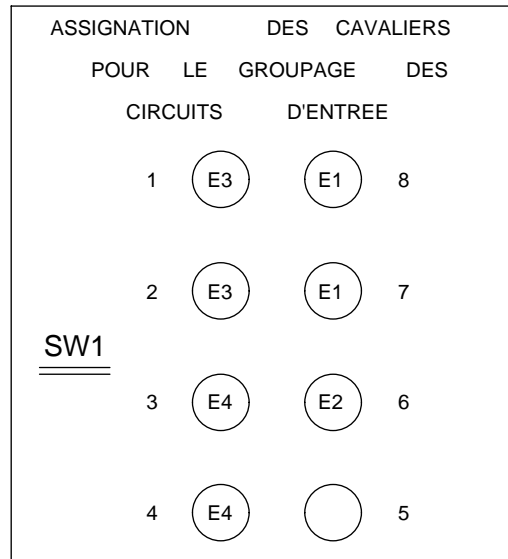 ASSIGNATION DES CAVALIERS
POUR LE GROUPAGE DES
CIRCUITS D'ENTREE
1 E3 E1 8
2 E3 E1 7
SW1
3 E4 E2 6
4 E4 5